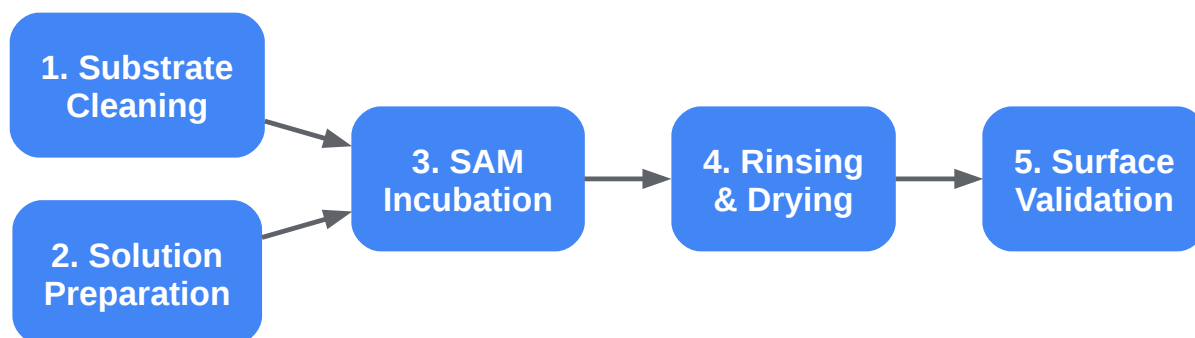 1. Substrate
Cleaning
2. Solution
Preparation
3. SAM
Incubation
4. Rinsing
& Drying
5. Surface
Validation